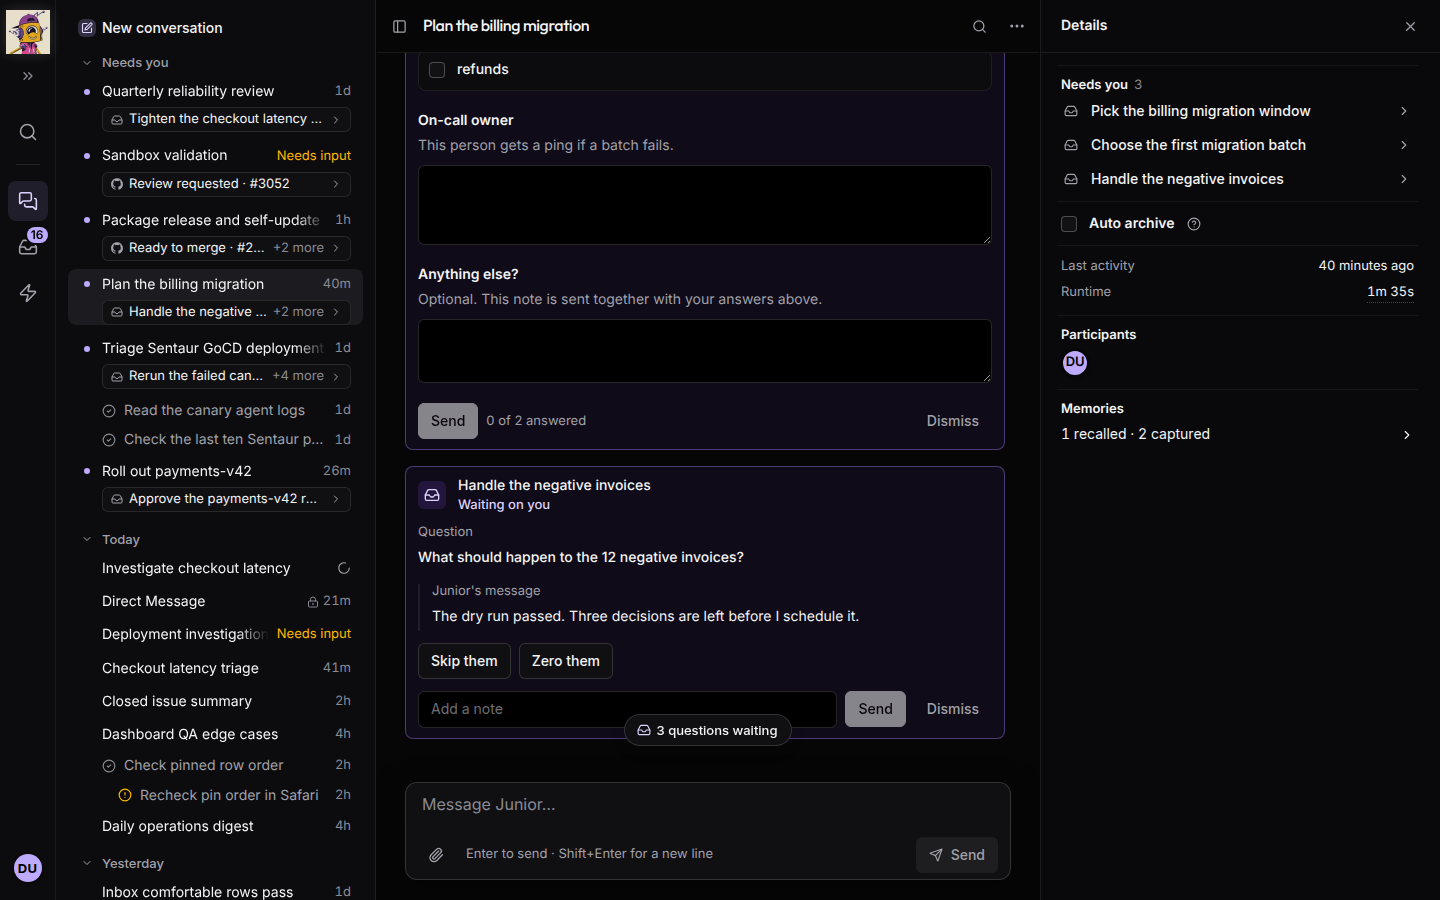 New conversation
Needs you
Quarterly reliability review 1d
Tighten the checkout latency ...
Sandbox validation Needs input
Review requested · #3052
Package release and self-update 1h
Ready to merge · #2... +2 more
Plan the billing migration 40m
Handle the negative ... +2 more
Triage Sentaur GoCD deployment 1d
Rerun the failed can... +4 more
Read the canary agent logs 1d
Check the last ten Sentaur p... 1d
Roll out payments-v42 26m
Approve the payments-v42 r...
Today
Investigate checkout latency
Direct Message 21m
Deployment investigation Needs input
Checkout latency triage 41m
Closed issue summary 2h
Dashboard QA edge cases 4h
Check pinned row order 2h
Recheck pin order in Safari 2h
Daily operations digest 4h
Yesterday
Inbox comfortable rows pass 1d
16
DU
Plan the billing migration
refunds
On-call owner
This person gets a ping if a batch fails.
Anything else?
Optional. This note is sent together with your answers above.
Send 0 of 2 answered Dismiss
Handle the negative invoices
Waiting on you
Question
What should happen to the 12 negative invoices?
Junior's message
The dry run passed. Three decisions are left before I schedule it.
Skip them Zero them
Add a note Send Dismiss
3 questions waiting
Message Junior...
Enter to send · Shift+Enter for a new line Send
Details
Needs you 3
Pick the billing migration window
Choose the first migration batch
Handle the negative invoices
Auto archive
Last activity 40 minutes ago
Runtime 1m 35s
Participants
DU
Memories
1 recalled · 2 captured